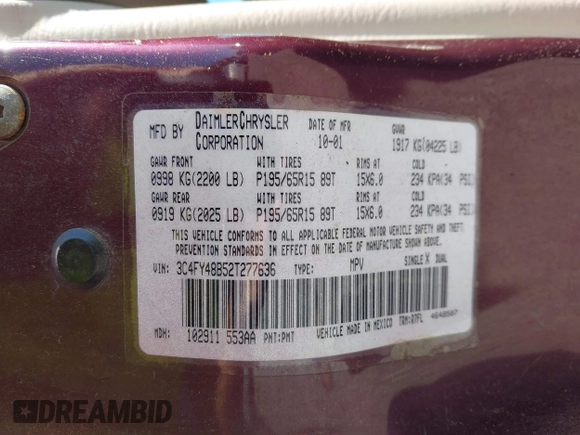 MFD BY DAIMLERCHRYSLER CORPORATION DATE OF MFR 10-01 GVWR 1917 KG(04225 LB)
GAWR FRONT WITH TIRES RIMS AT COLD
0998 KG(2200 LB) P195/65R15 89T 15X6.0 234 KPA(34 PSI)
GAWR REAR WITH TIRES RIMS AT COLD
0919 KG(2025 LB) P195/65R15 89T 15X6.0 234 KPA(34 PSI)
THIS VEHICLE CONFORMS TO ALL APPLICABLE FEDERAL MOTOR VEHICLE SAFETY, BUMPER, AND THEFT
PREVENTION STANDARDS IN EFFECT ON THE DATE OF MANUFACTURE SHOWN ABOVE.
VIN: 3C4FY48B52T277636 TYPE: MPV SINGLE X DUAL
MDH: 102911 553AA PNT:PMT VEHICLE MADE IN MEXICO TRM:R7FL
DREAMBID